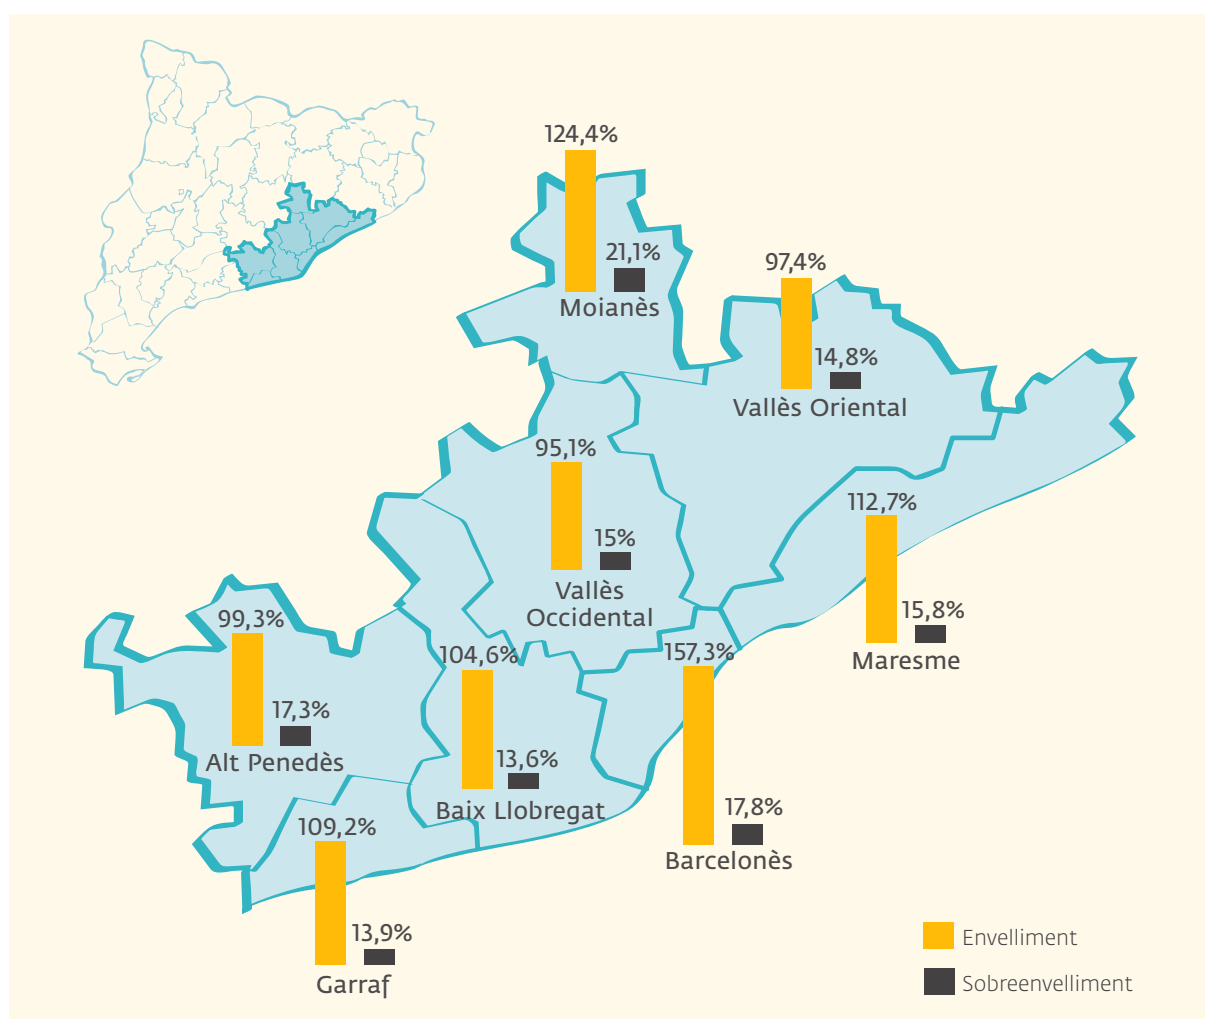 124,4%
21,1%
Moianès
97,4%
14,8%
Vallès Oriental
95,1%
15%
Vallès
Occidental
112,7%
15,8%
Maresme
99,3%
17,3%
Alt Penedès
104,6%
13,6%
Baix Llobregat
157,3%
17,8%
Barcelonès
109,2%
13,9%
Garraf
Envelliment
Sobreenvelliment